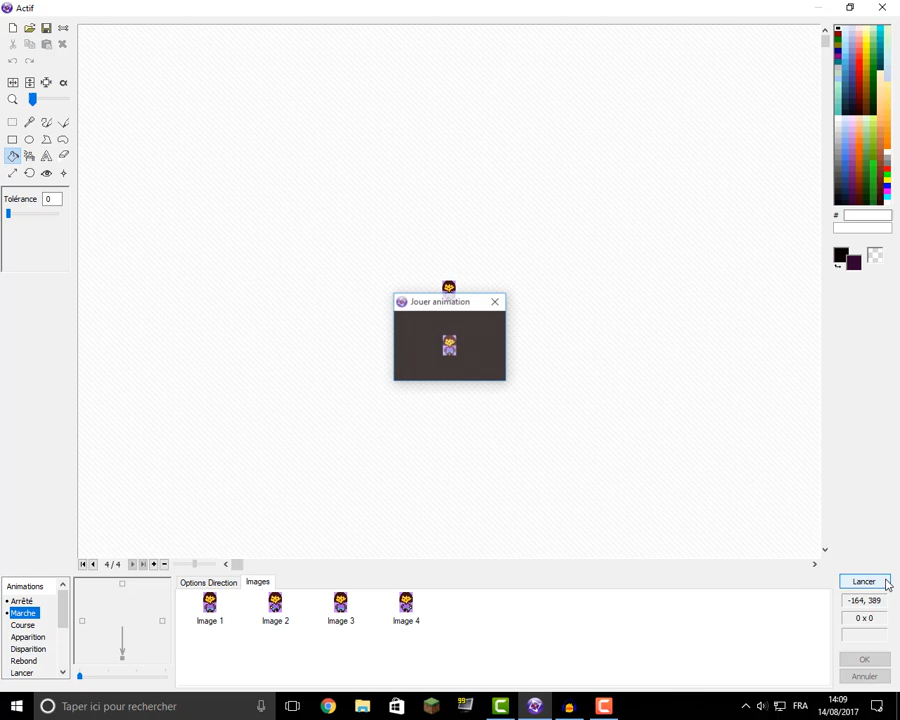 Actif
Tolérance 0
#
Jouer animation
4 / 4
Animations
Arrêté
Marche
Course
Apparition
Disparition
Rebond
Lancer
Options Direction
Images
Image 1
Image 2
Image 3
Image 4
Lancer
-164, 389
0 x 0
OK
Annuler
Taper ici pour rechercher
99+
FRA
14:09
14/08/2017